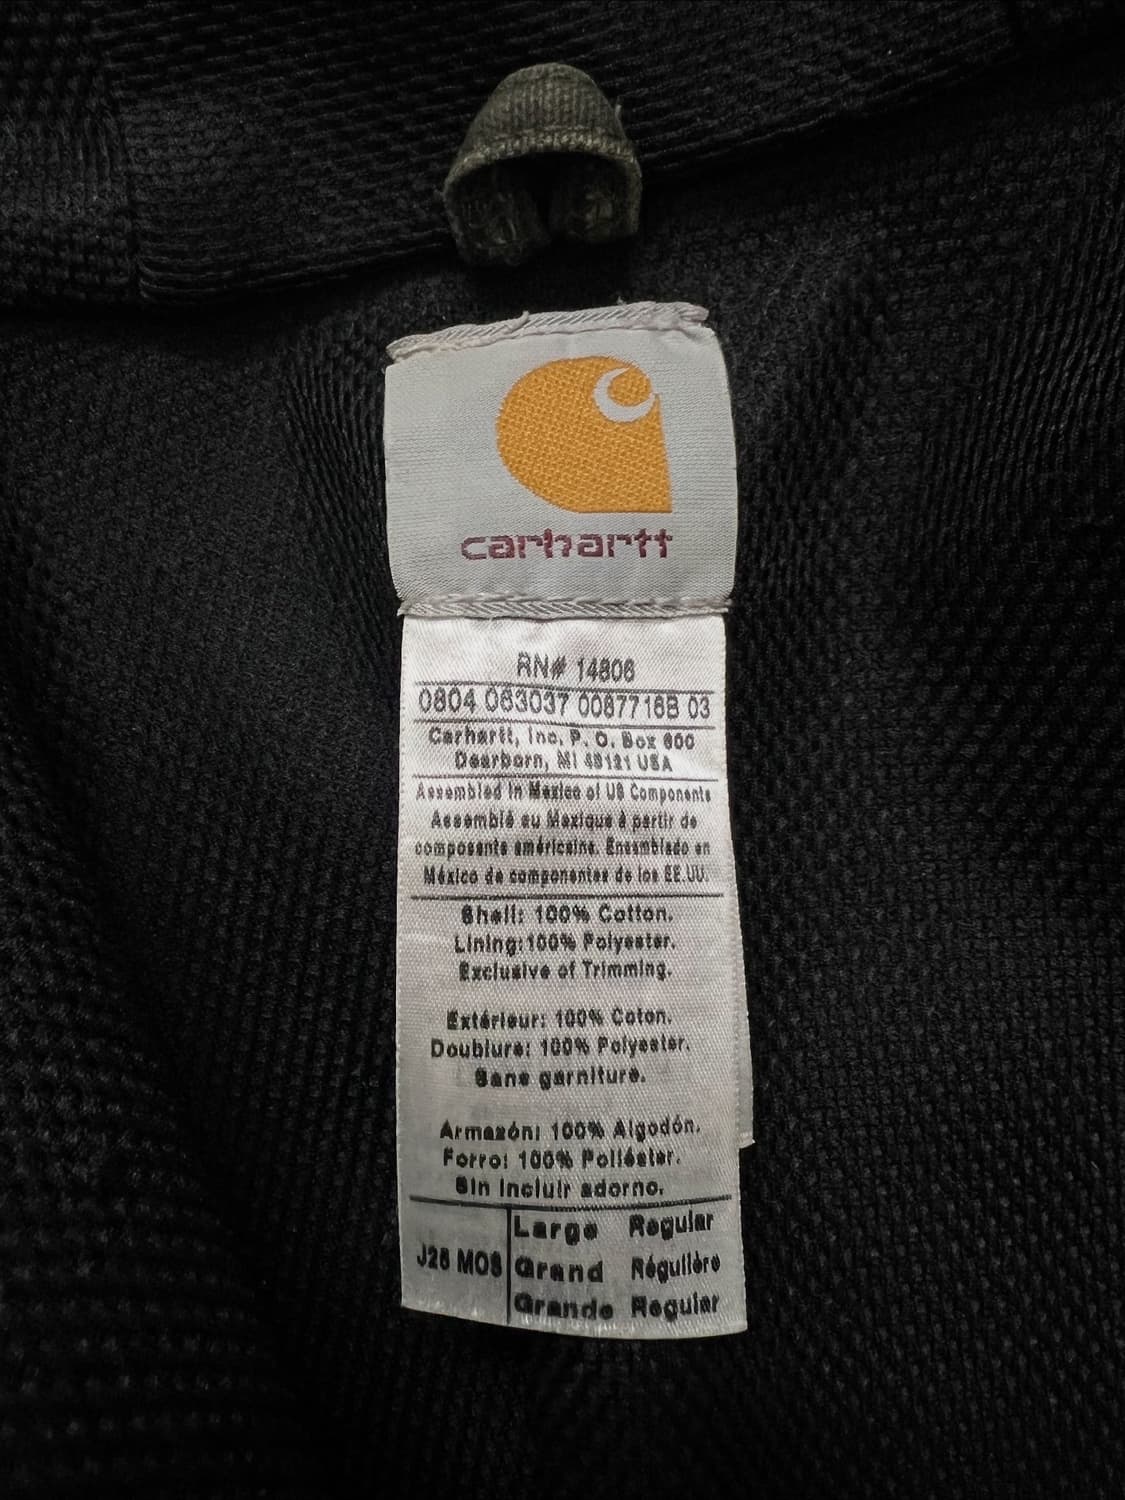 carhartt
RN# 14806
0804 063037 0087716B 03
Carhartt, Inc. P. O. Box 600
Dearborn, MI 48121 USA
Assembled in Mexico of US Components
Assemblé au Mexique à partir de
composants américains. Ensamblado en
México de componentes de los EE.UU.
Shell: 100% Cotton.
Lining:100% Polyester.
Exclusive of Trimming.
Extérieur: 100% Coton.
Doublure: 100% Polyester.
Sans garniture.
Armazón: 100% Algodón.
Forro: 100% Poliéster.
Sin incluir adorno.
J26 MOS
Large Regular
Grand Régulière
Grande Regular